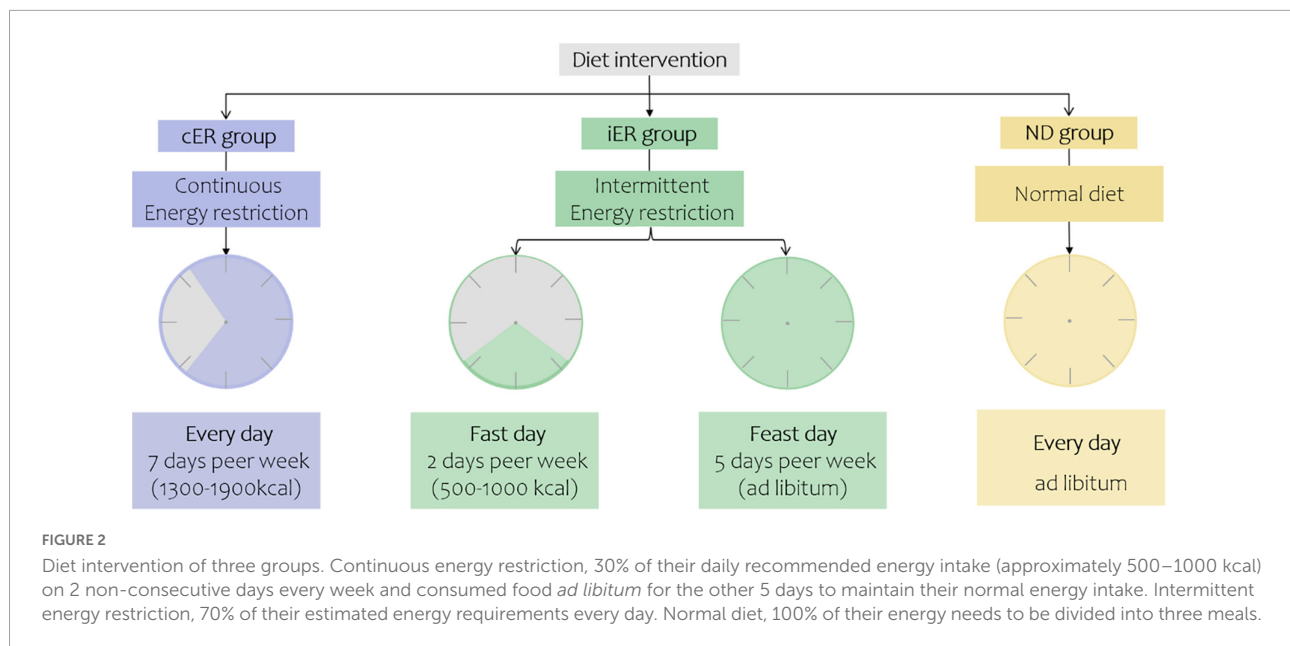 Diet intervention
cER group
iER group
ND group
Continuous
Energy restriction
Intermittent
Energy restriction
Normal diet
Every day
7 days peer week
(1300-1900kcal)
Fast day
2 days peer week
(500-1000 kcal)
Feast day
5 days peer week
(ad libitum)
Every day
ad libitum
FIGURE 2
Diet intervention of three groups. Continuous energy restriction, 30% of their daily recommended energy intake (approximately 500–1000 kcal)
on 2 non-consecutive days every week and consumed food ad libitum for the other 5 days to maintain their normal energy intake. Intermittent
energy restriction, 70% of their estimated energy requirements every day. Normal diet, 100% of their energy needs to be divided into three meals.